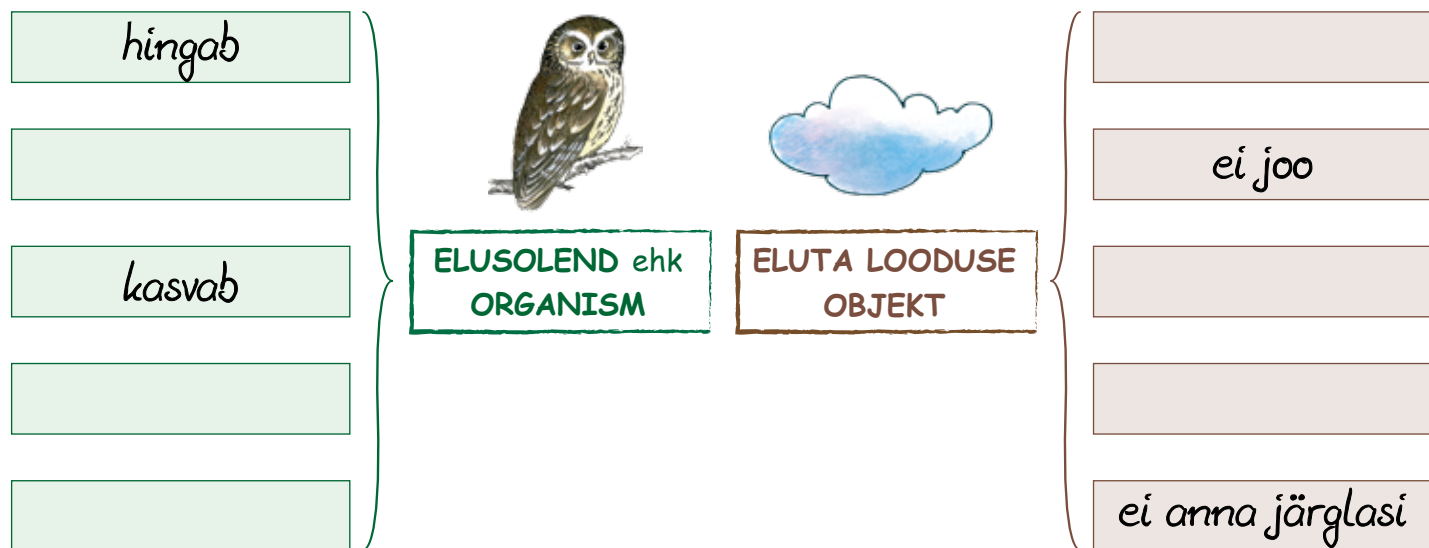 hingab
kasvab
ELUSOLEND ehk
ORGANISM
ELUTA LOODUSE
OBJEKT
ei joo
ei anna järglasi